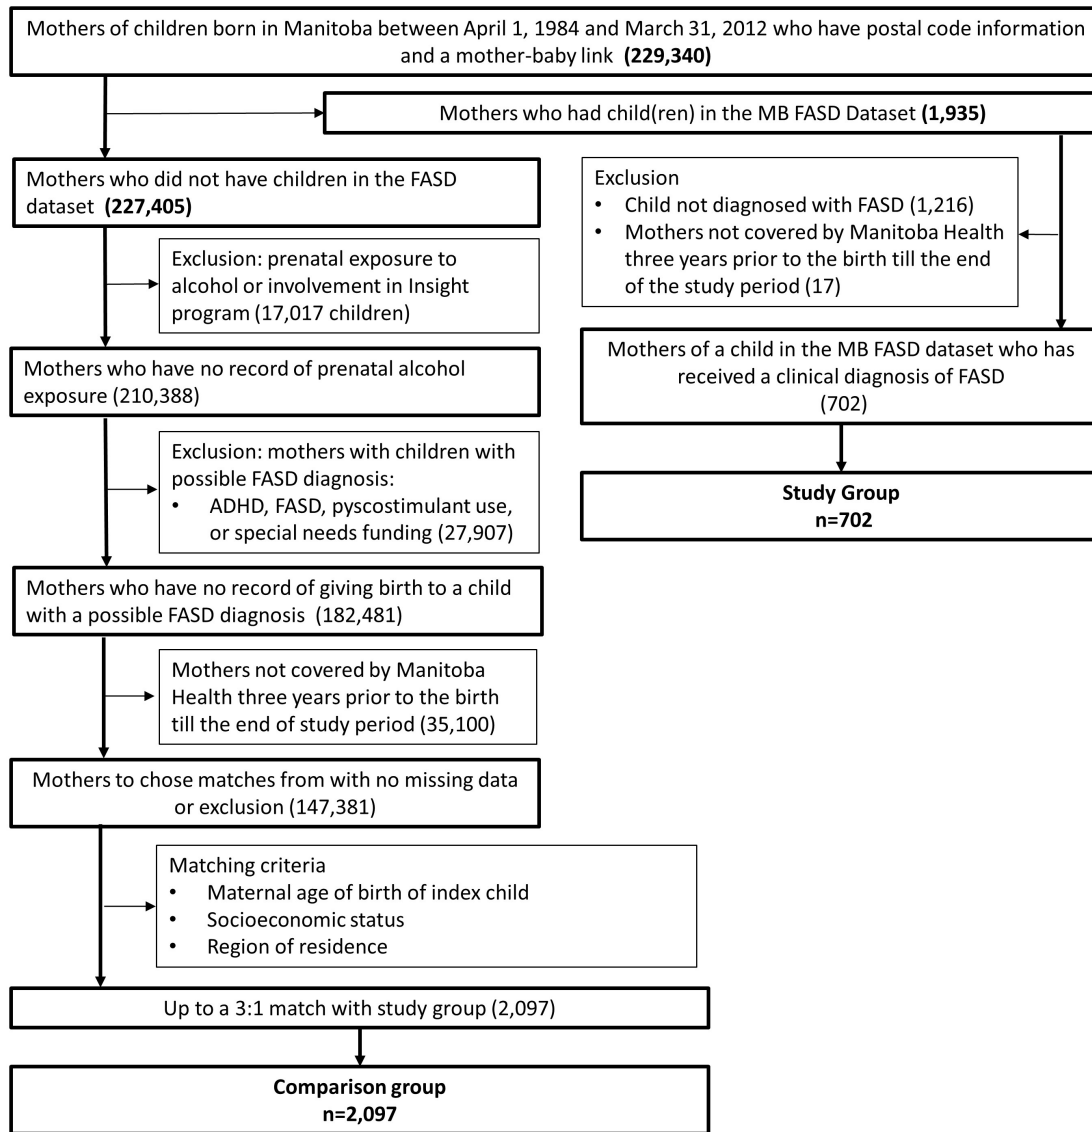 Mothers of children born in Manitoba between April 1, 1984 and March 31, 2012 who have postal code information
and a mother-baby link (229,340)
Mothers who had child(ren) in the MB FASD Dataset (1,935)
Mothers who did not have children in the FASD
dataset (227,405)
Exclusion
• Child not diagnosed with FASD (1,216)
• Mothers not covered by Manitoba Health
three years prior to the birth till the end
of the study period (17)
Exclusion: prenatal exposure to
alcohol or involvement in Insight
program (17,017 children)
Mothers of a child in the MB FASD dataset who has
received a clinical diagnosis of FASD
(702)
Mothers who have no record of prenatal alcohol
exposure (210,388)
Exclusion: mothers with children with
possible FASD diagnosis:
• ADHD, FASD, pyscostimulant use,
or special needs funding (27,907)
Study Group
n=702
Mothers who have no record of giving birth to a child
with a possible FASD diagnosis (182,481)
Mothers not covered by Manitoba
Health three years prior to the birth
till the end of study period (35,100)
Mothers to chose matches from with no missing data
or exclusion (147,381)
Matching criteria
• Maternal age of birth of index child
• Socioeconomic status
• Region of residence
Up to a 3:1 match with study group (2,097)
Comparison group
n=2,097